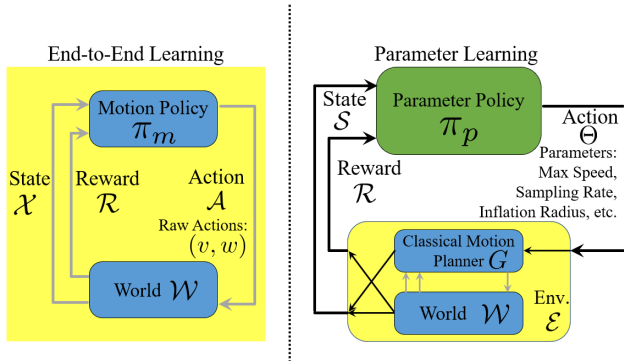 End-to-End Learning
Motion Policy
π_m
State
𝒳
Reward
ℛ
Action
𝒜
Raw Actions:
(v, w)
World 𝒲
Parameter Learning
State
𝒮
Parameter Policy
π_p
Reward
ℛ
Action
Θ
Parameters:
Max Speed,
Sampling Rate,
Inflation Radius, etc.
Classical Motion
Planner G
World 𝒲
Env.
ℰ